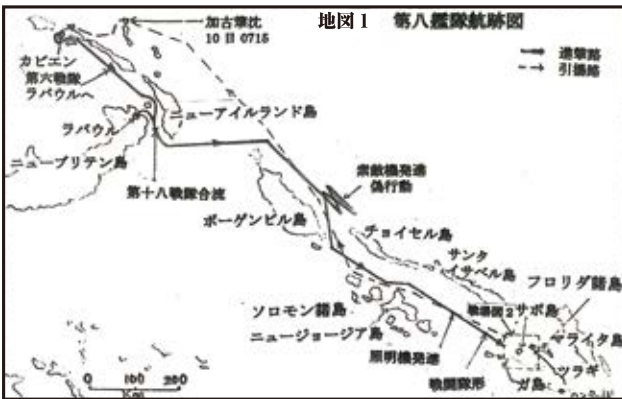 地図1 第八艦隊航跡図
加古撃沈
10日0715
進撃路
引揚路
カビエン
第六戦隊
ラバウルへ
ニューアイルランド島
ラバウル
ニューブリテン島
第十八戦隊合流
索敵機発進
偽行動
ボーゲンビル島
チョイセル島
サンタ
イサベル島
フロリダ諸島
戦場図2
サボ島
ソロモン諸島
ニュージョージア島
マライタ島
照明機発進
ツラギ
戦闘隊形
ガ島
0 100 200
Km